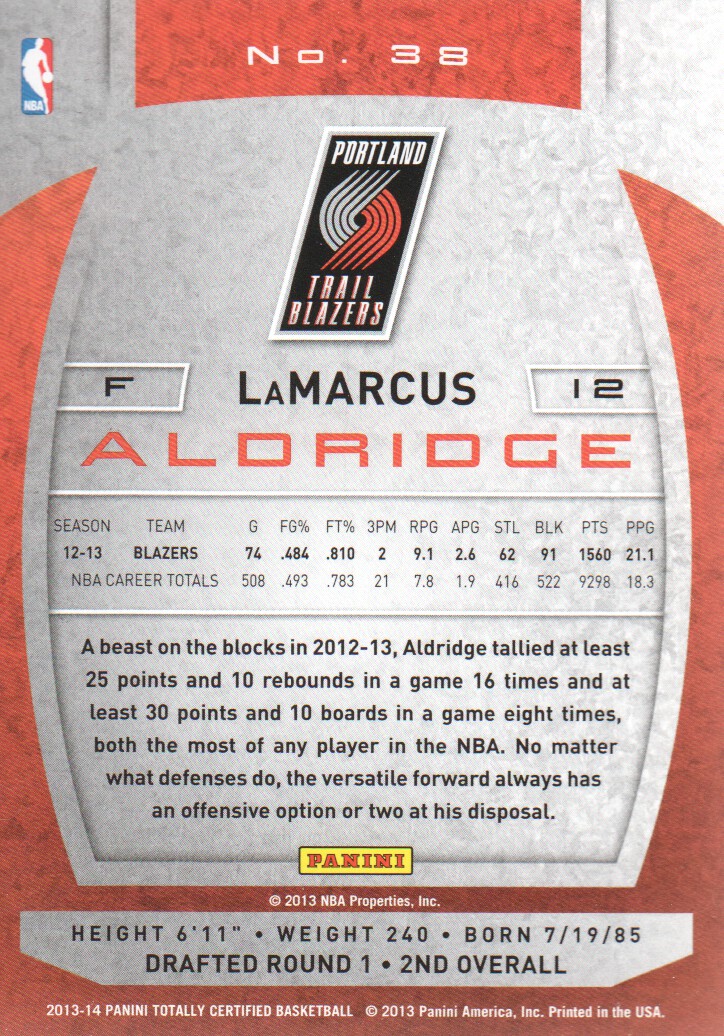 No. 38
NBA
PORTLAND
TRAIL
BLAZERS
F LaMARCUS 12
ALDRIDGE
SEASON TEAM G FG% FT% 3PM RPG APG STL BLK PTS PPG
12-13 BLAZERS 74 .484 .810 2 9.1 2.6 62 91 1560 21.1
NBA CAREER TOTALS 508 .493 .783 21 7.8 1.9 416 522 9298 18.3
A beast on the blocks in 2012-13, Aldridge tallied at least
25 points and 10 rebounds in a game 16 times and at
least 30 points and 10 boards in a game eight times,
both the most of any player in the NBA. No matter
what defenses do, the versatile forward always has
an offensive option or two at his disposal.
PANINI
© 2013 NBA Properties, Inc.
HEIGHT 6'11" • WEIGHT 240 • BORN 7/19/85
DRAFTED ROUND 1 • 2ND OVERALL
2013-14 PANINI TOTALLY CERTIFIED BASKETBALL © 2013 Panini America, Inc. Printed in the USA.